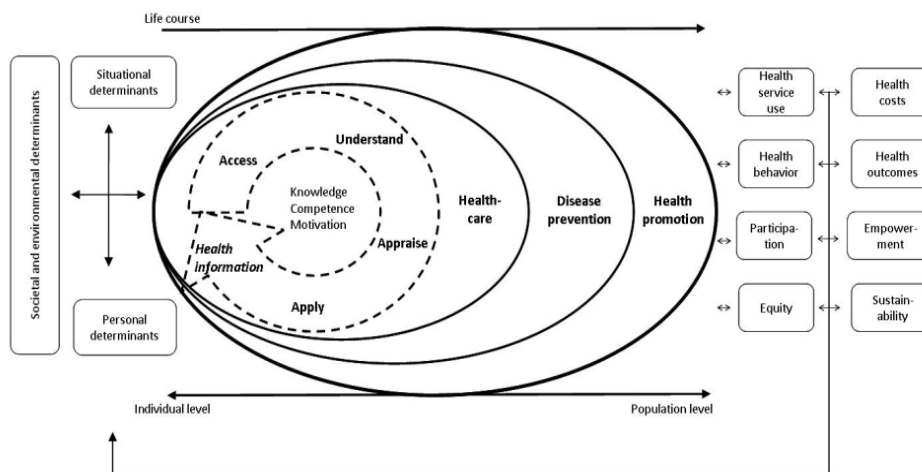 Life course
Societal and environmental determinants
Situational
determinants
Personal
determinants
Access
Understand
Appraise
Apply
Knowledge
Competence
Motivation
Health
information
Health-
care
Disease
prevention
Health
promotion
Individual level
Population level
Health
service
use
Health
behavior
Participa-
tion
Equity
Health
costs
Health
outcomes
Empower-
ment
Sustain-
ability